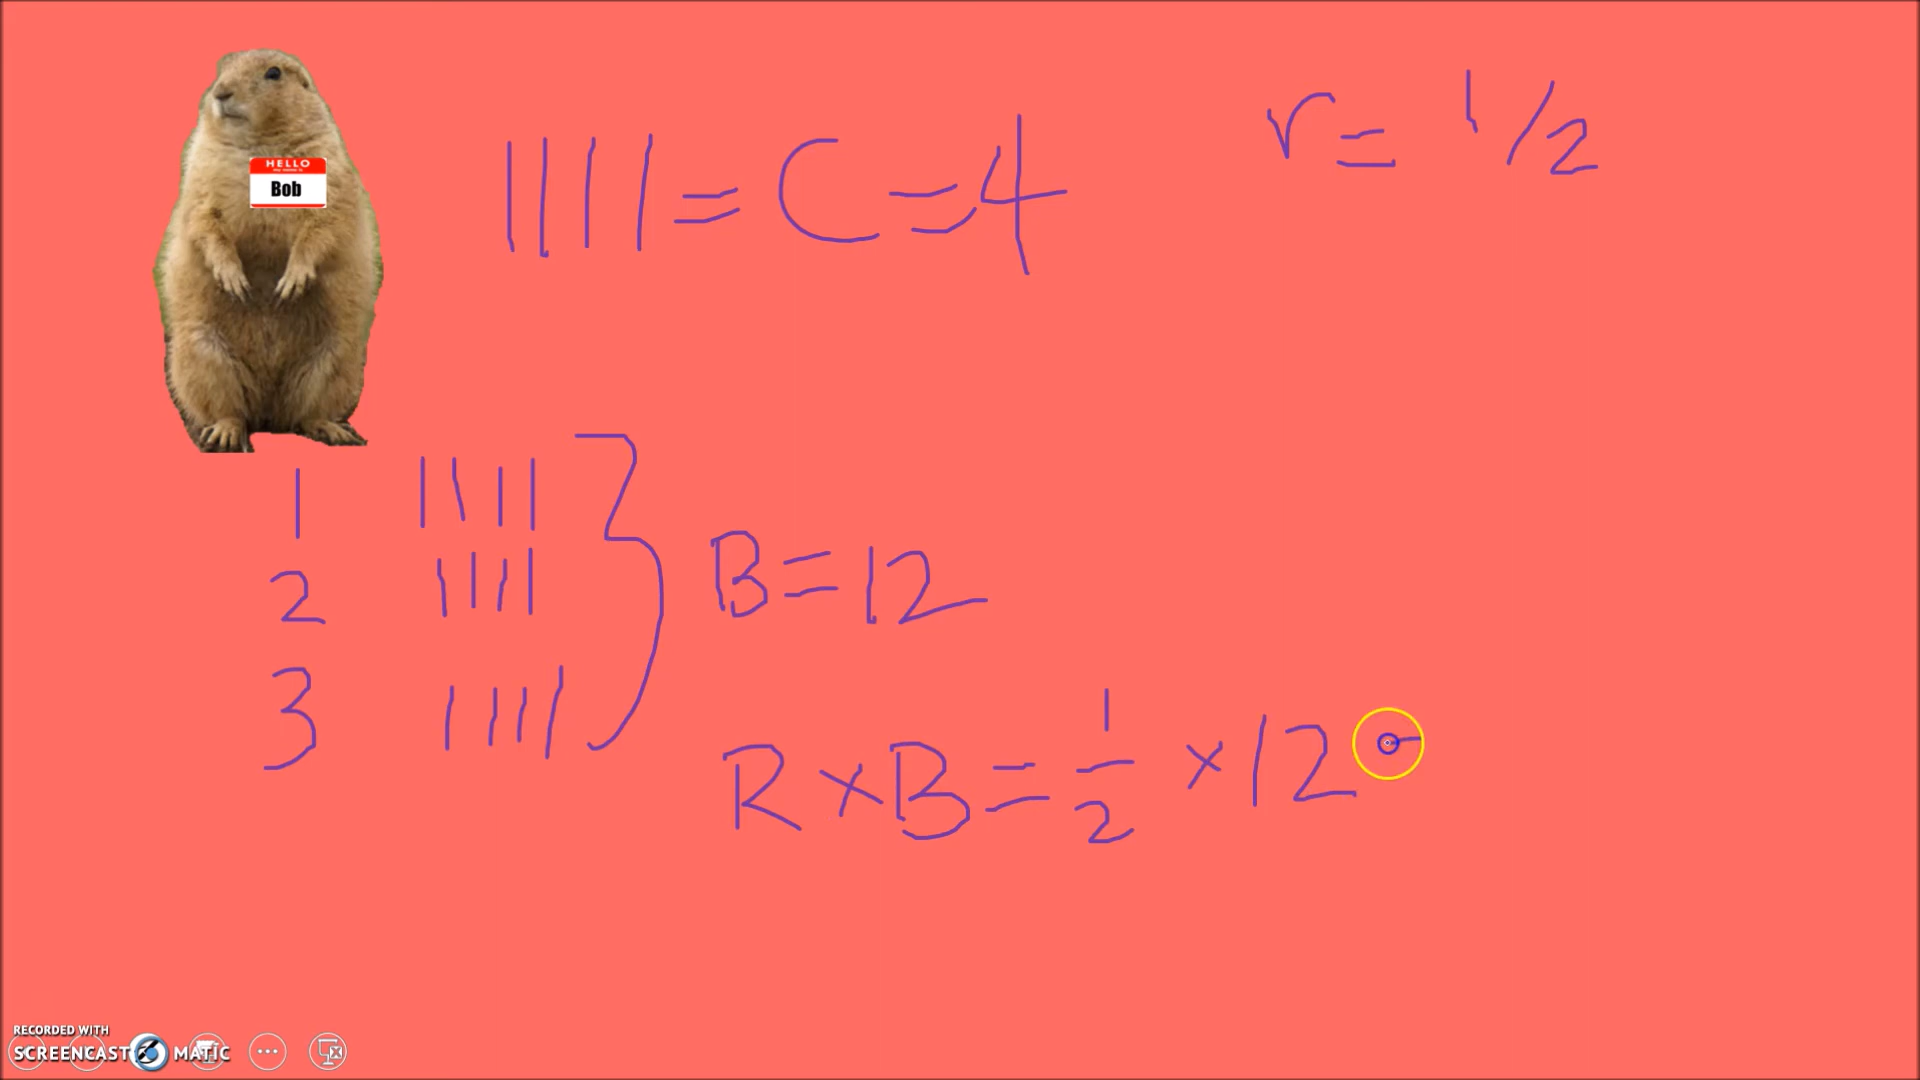 HELLO
Bob
|||| = C = 4
r = 1/2
1 ||||
2 ||||
3 ||||
B = 12
R × B = 1/2 × 12
RECORDED WITH
SCREENCAST MATIC